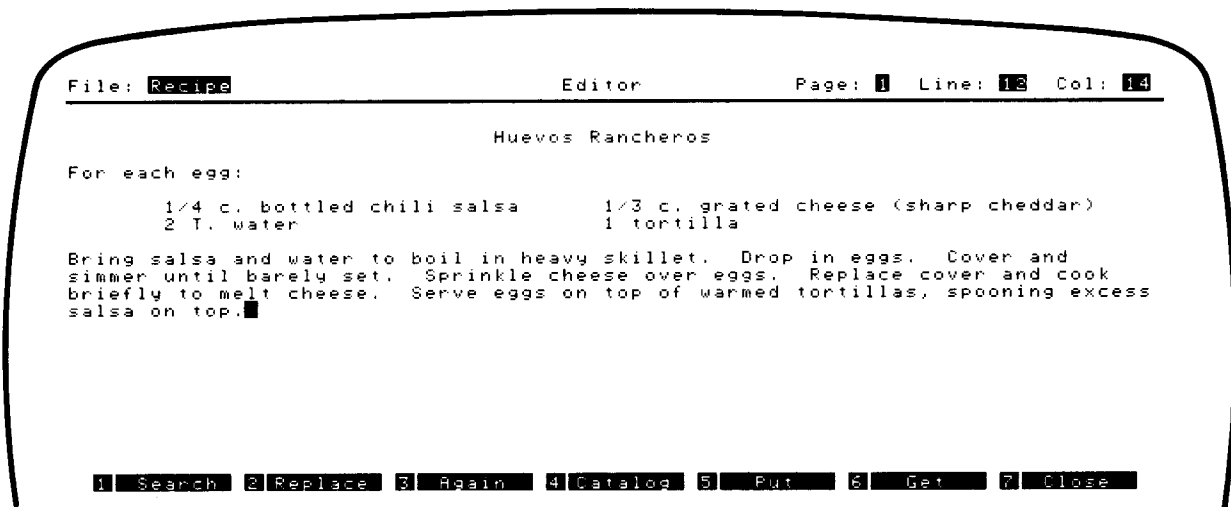 File: Recipe Editor Page: 1 Line: 12 Col: 14
Huevos Rancheros
For each egg:
1/4 c. bottled chili salsa 1/3 c. grated cheese (sharp cheddar)
2 T. water 1 tortilla
Bring salsa and water to boil in heavy skillet. Drop in eggs. Cover and
simmer until barely set. Sprinkle cheese over eggs. Replace cover and cook
briefly to melt cheese. Serve eggs on top of warmed tortillas, spooning excess
salsa on top.
1 Search 2 Replace 3 Again 4 Catalog 5 Put 6 Get 7 Close